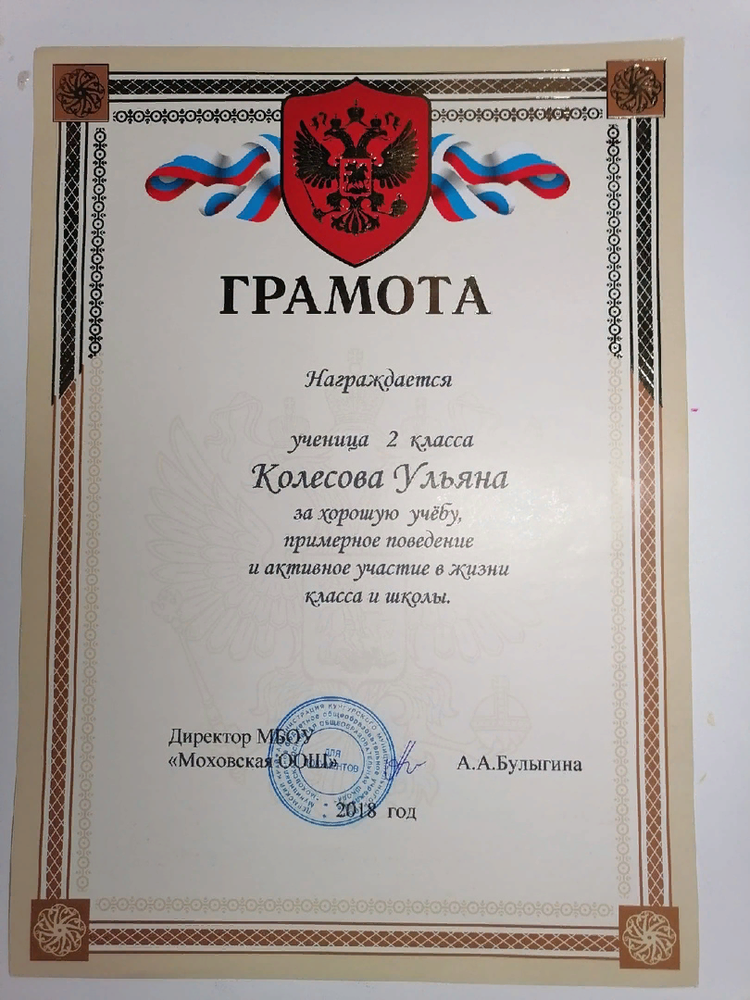 ГРАМОТА
Награждается
ученица 2 класса
Колесова Ульяна
за хорошую учёбу,
примерное поведение
и активное участие в жизни
класса и школы.
Директор МБОУ
«Моховская ООШ»
А.А.Булыгина
2018 год
ДЛЯ